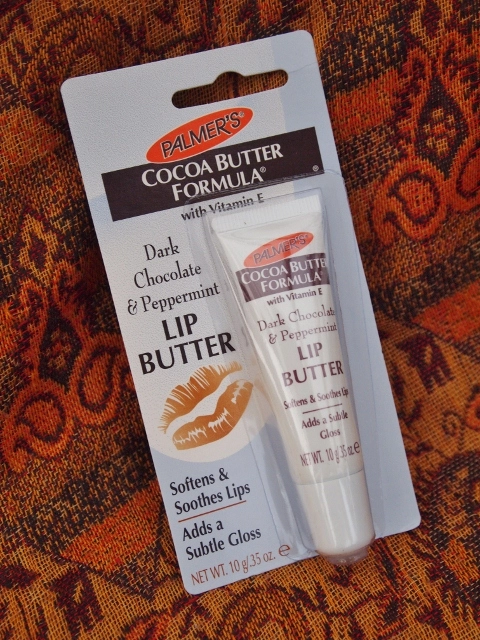 PALMER'S®
COCOA BUTTER
FORMULA®
®
with Vitamin E
Dark
Chocolate
& Peppermint
LIP
BUTTER
Softens &
Soothes Lips
Adds a
Subtle Gloss
NET WT. 10 g/.35 oz. ℮
PALMER'S
COCOA BUTTE
FORMULA
with Vitamin E
Dark Chocolate
& Peppermint
LIP
BUTTER
Softens & Soothes Lips
Adds a Subtle
Gloss
NET WT. 10 g/.35 oz. ℮